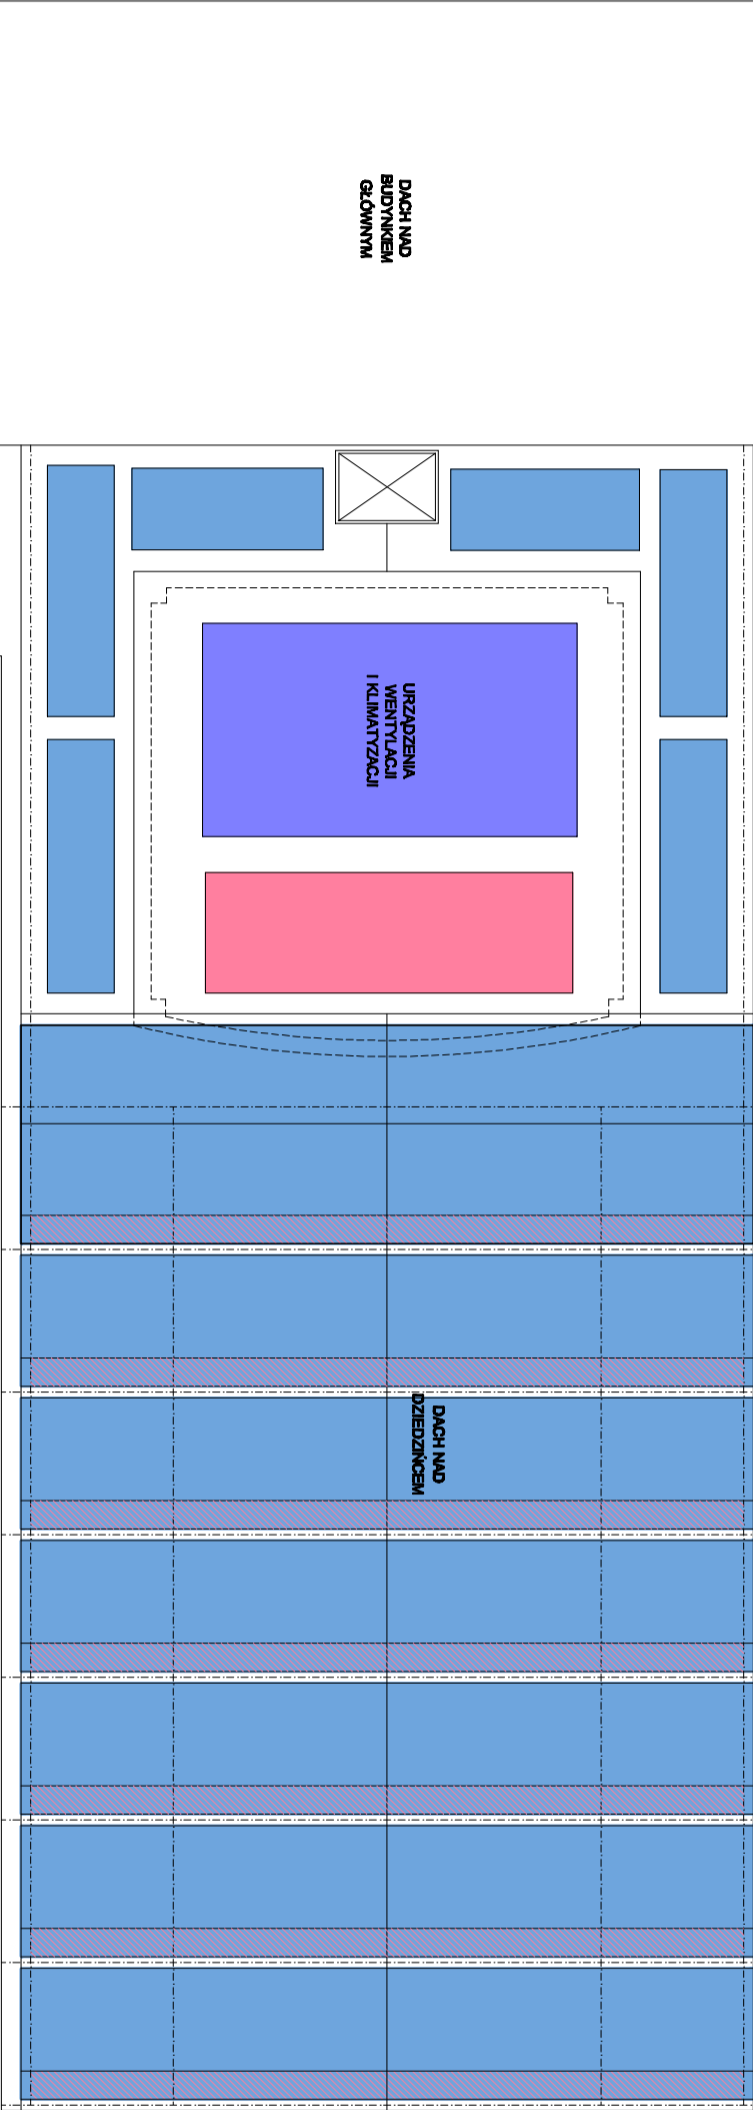 DACH NAD
BUDYNKIEM
GŁÓWNYM
URZĄDZENIA
WENTYLACJI
I KLIMATYZACJI
DACH NAD
DZIEDZIŃCEM